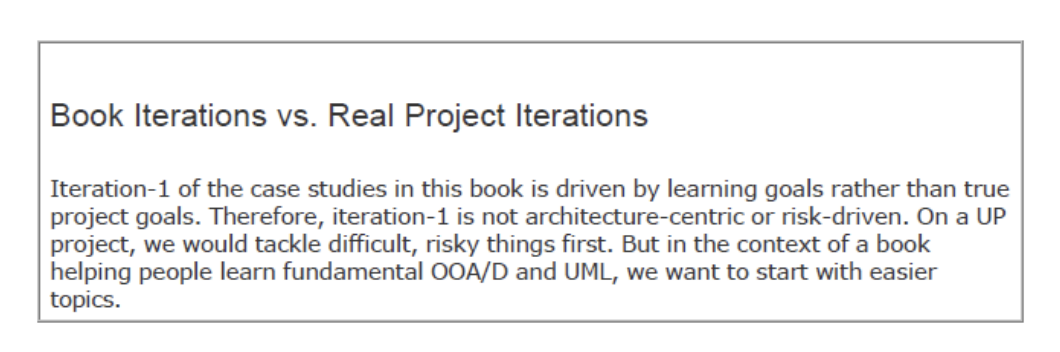 Book Iterations vs. Real Project Iterations
Iteration-1 of the case studies in this book is driven by learning goals rather than true
project goals. Therefore, iteration-1 is not architecture-centric or risk-driven. On a UP
project, we would tackle difficult, risky things first. But in the context of a book
helping people learn fundamental OOA/D and UML, we want to start with easier
topics.